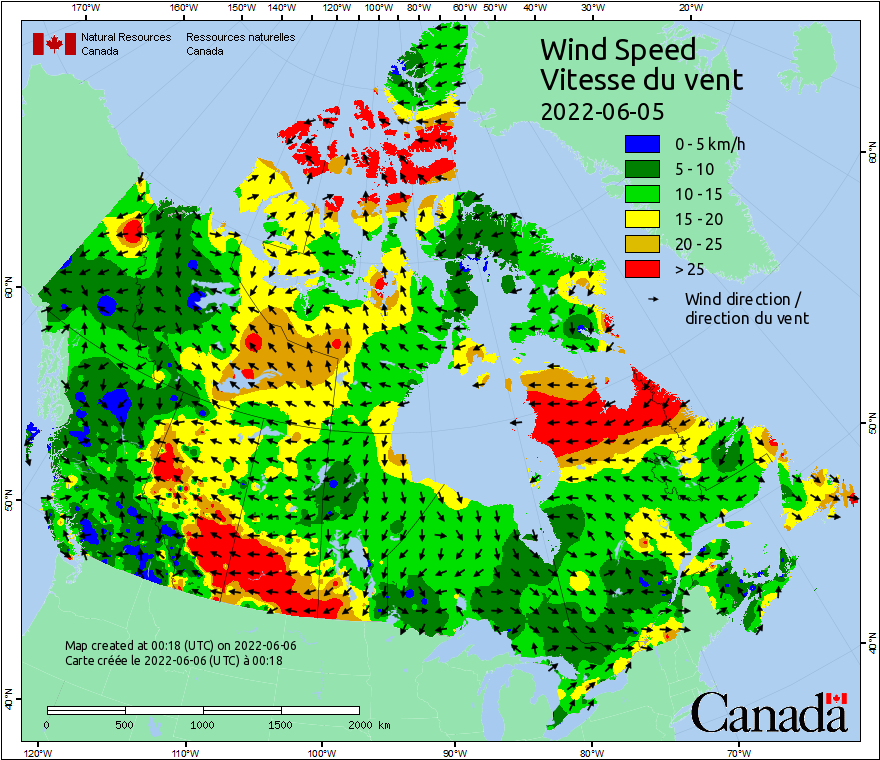 170°W 160°W 150°W 140°W 130°W 120°W 110°W 100°W 90°W 80°W 70°W 60°W 50°W 40°W 30°W 20°W
Natural Resources Canada
Ressources naturelles Canada
Wind Speed
Vitesse du vent
2022-06-05
0 - 5 km/h
5 - 10
10 - 15
15 - 20
20 - 25
> 25
Wind direction /
direction du vent
60°N
50°N
40°N
60°N
50°N
40°N
Map created at 00:18 (UTC) on 2022-06-06
Carte créée le 2022-06-06 (UTC) à 00:18
0 500 1000 1500 2000 km
Canada
120°W 110°W 100°W 90°W 80°W 70°W